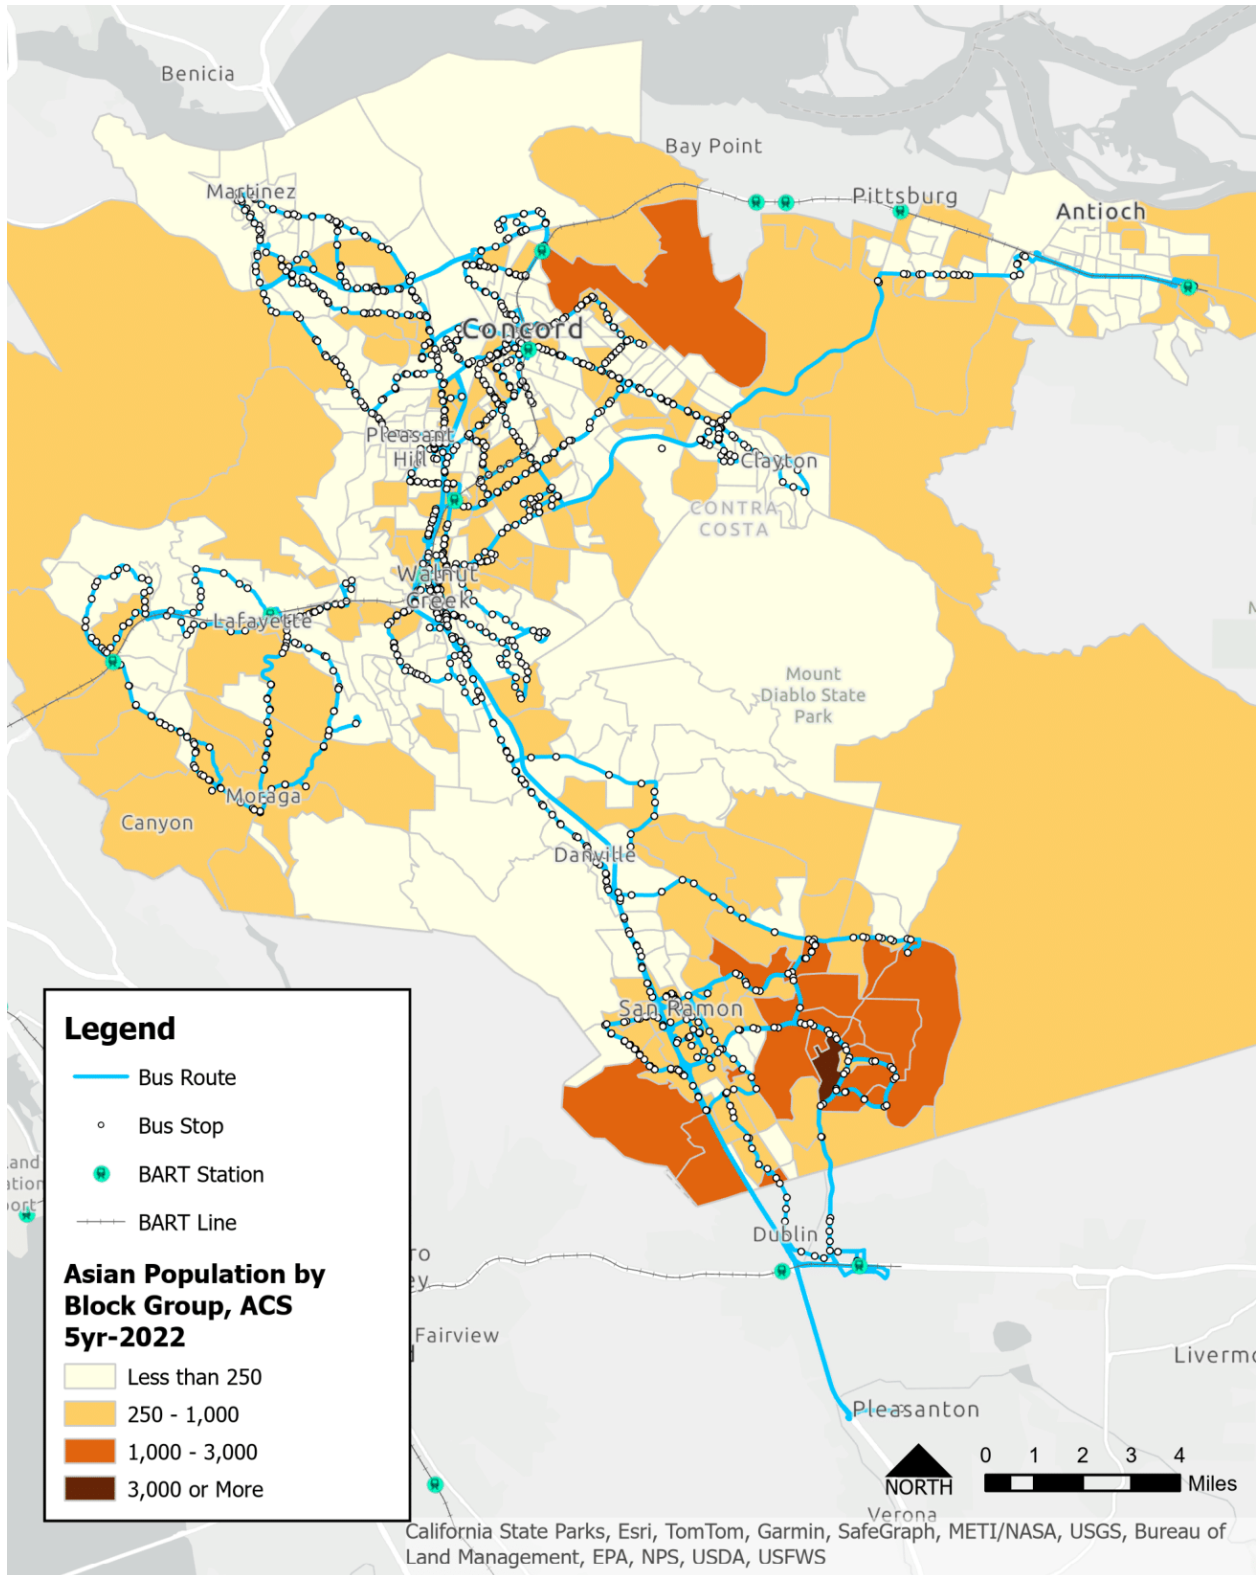 Benicia
Bay Point
Martinez
Pittsburg
Antioch
Concord
Pleasant
Hill
Clayton
CONTRA
COSTA
Walnut
Creek
Lafayette
Mount
Diablo State
Park
Moraga
Canyon
Danville
San Ramon
Legend
Bus Route
Bus Stop
BART Station
BART Line
Asian Population by
Block Group, ACS
5yr-2022
Less than 250
250 - 1,000
1,000 - 3,000
3,000 or More
Dublin
Fairview
Livermo
Pleasanton
0 1 2 3 4
Miles
NORTH
Verona
California State Parks, Esri, TomTom, Garmin, SafeGraph, METI/NASA, USGS, Bureau of
Land Management, EPA, NPS, USDA, USFWS